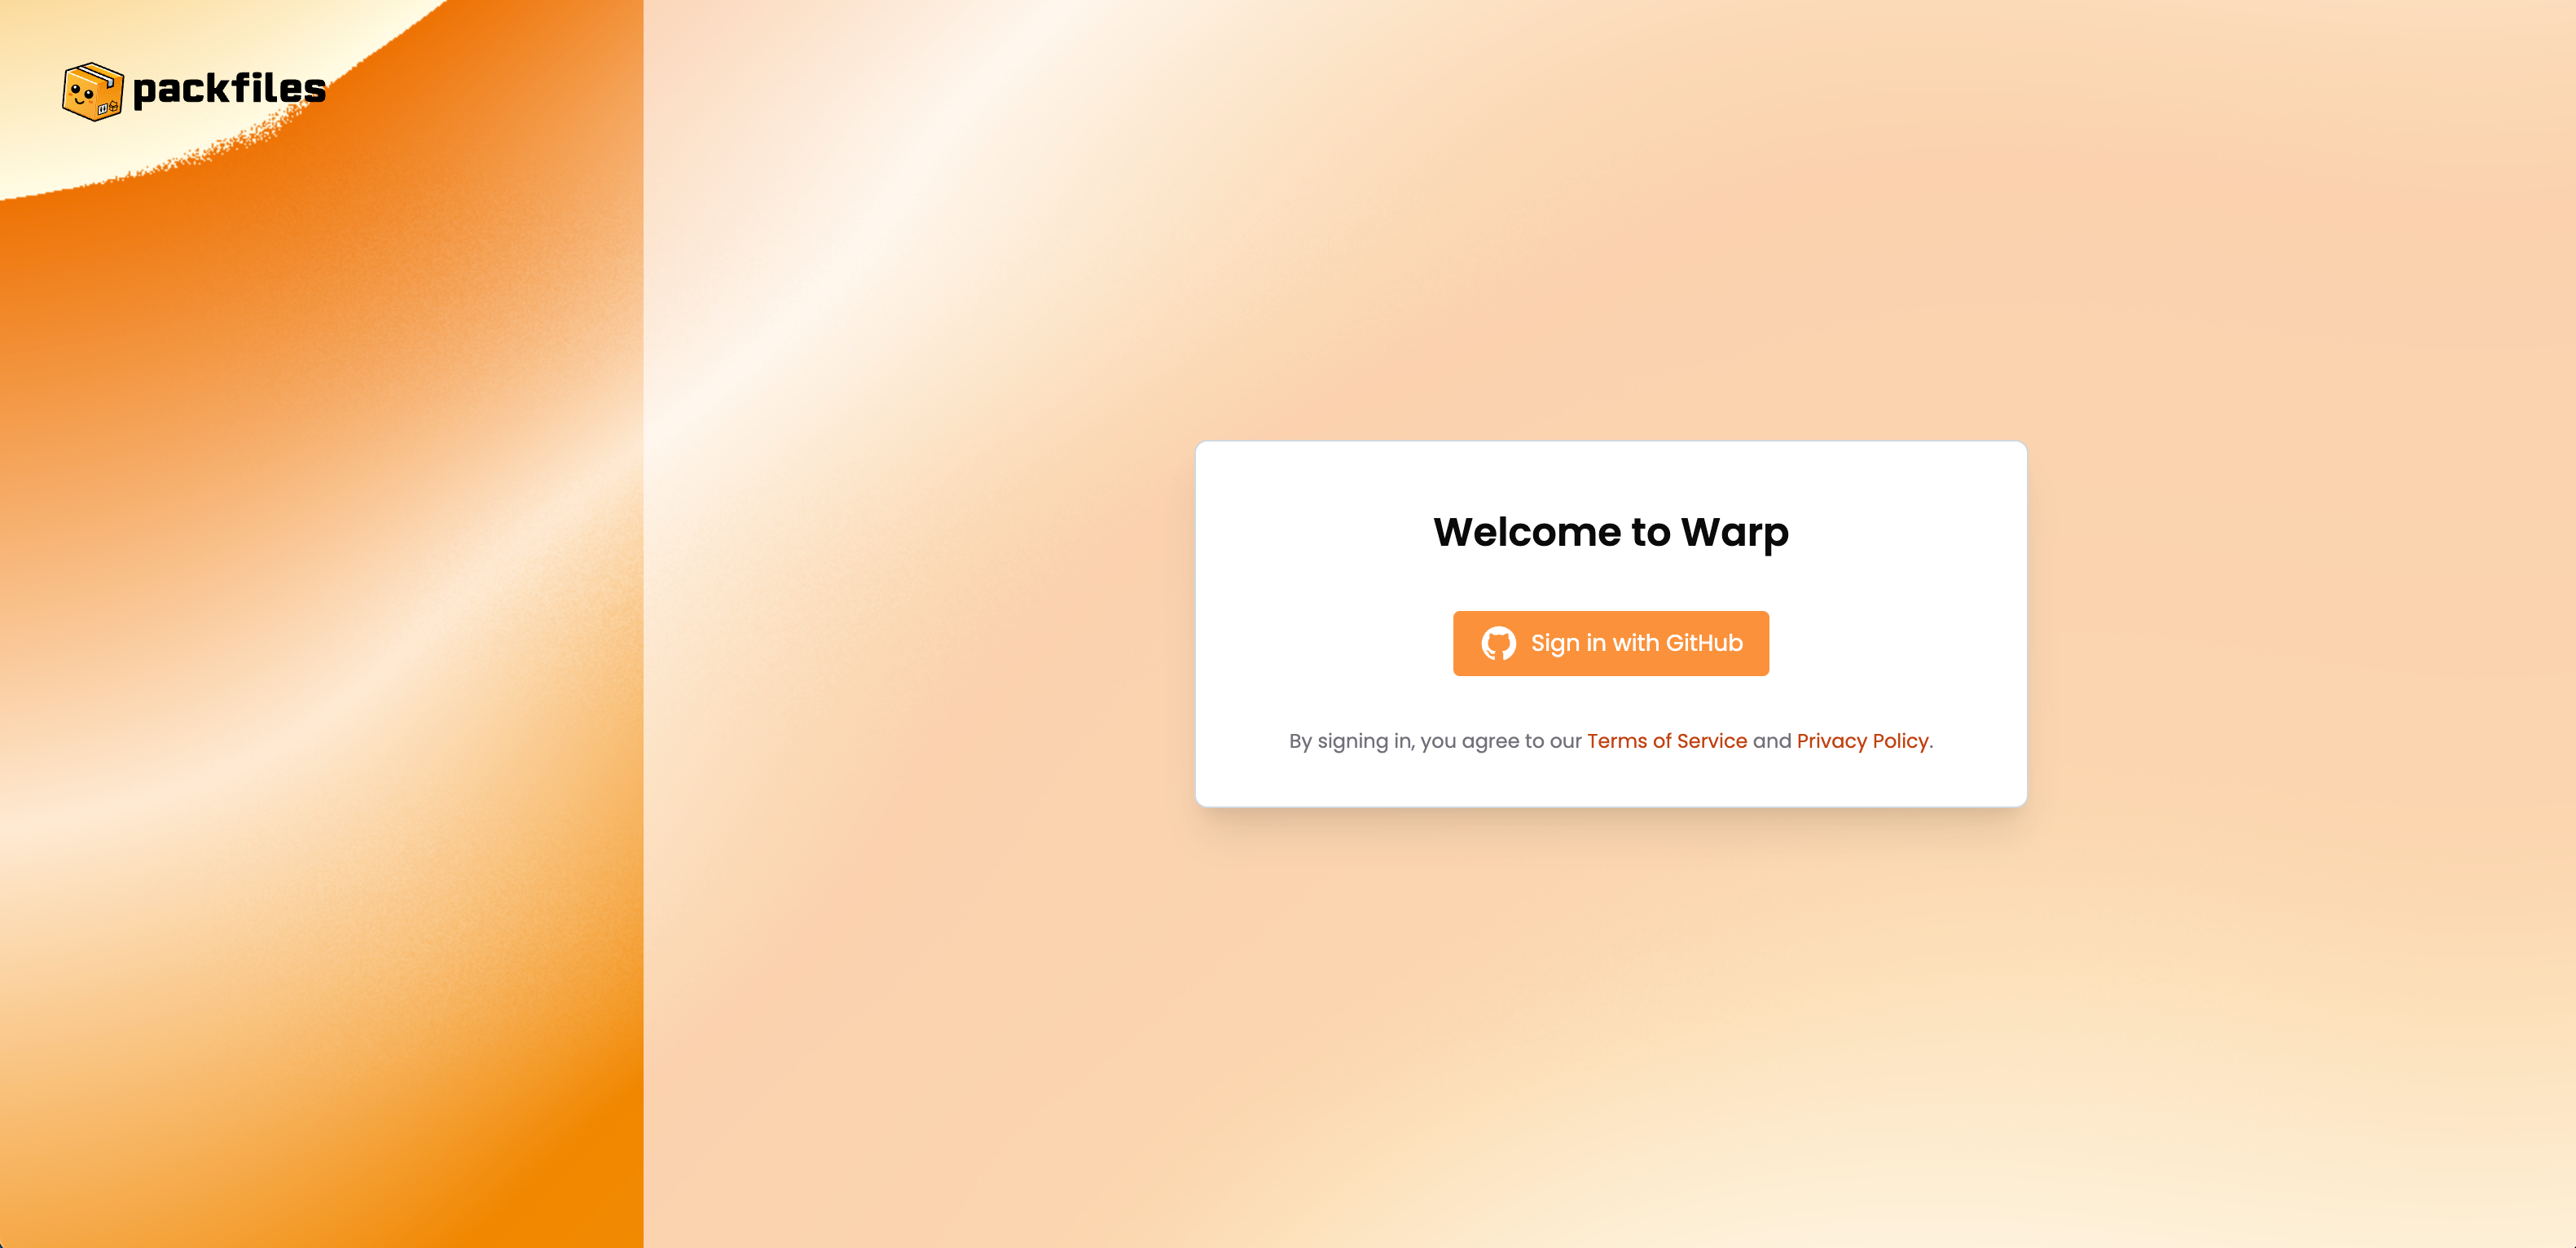 packfiles
Welcome to Warp
Sign in with GitHub
By signing in, you agree to our Terms of Service and Privacy Policy.